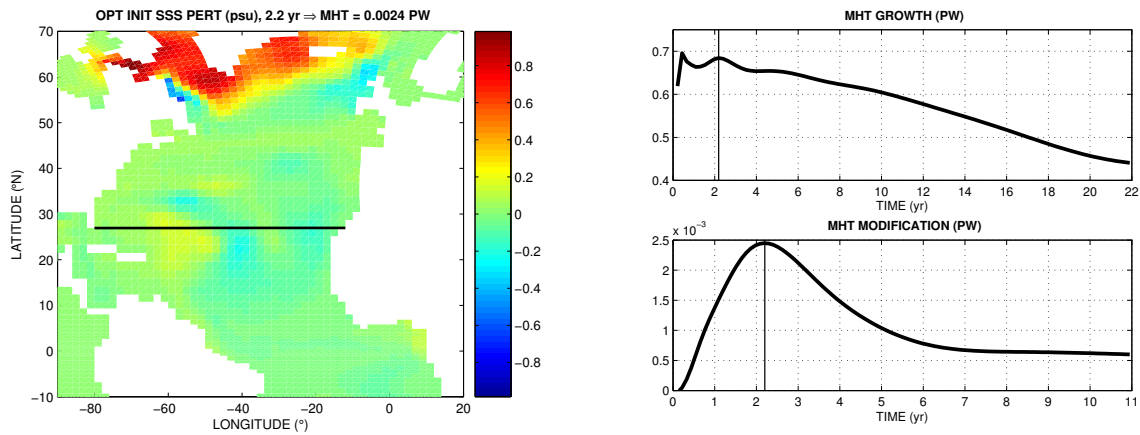 OPT INIT SSS PERT (psu), 2.2 yr ⇒ MHT = 0.0024 PW
70
60
50
40
30
20
10
0
−10
LATITUDE (°N)
−80 −60 −40 −20 0 20
LONGITUDE (°)
0.8
0.6
0.4
0.2
0
−0.2
−0.4
−0.6
−0.8
MHT GROWTH (PW)
0.7
0.6
0.5
0.4
0 2 4 6 8 10 12 14 16 18 20 22
TIME (yr)
MHT MODIFICATION (PW)
x 10⁻³
2.5
2
1.5
1
0.5
0
0 1 2 3 4 5 6 7 8 9 10 11
TIME (yr)